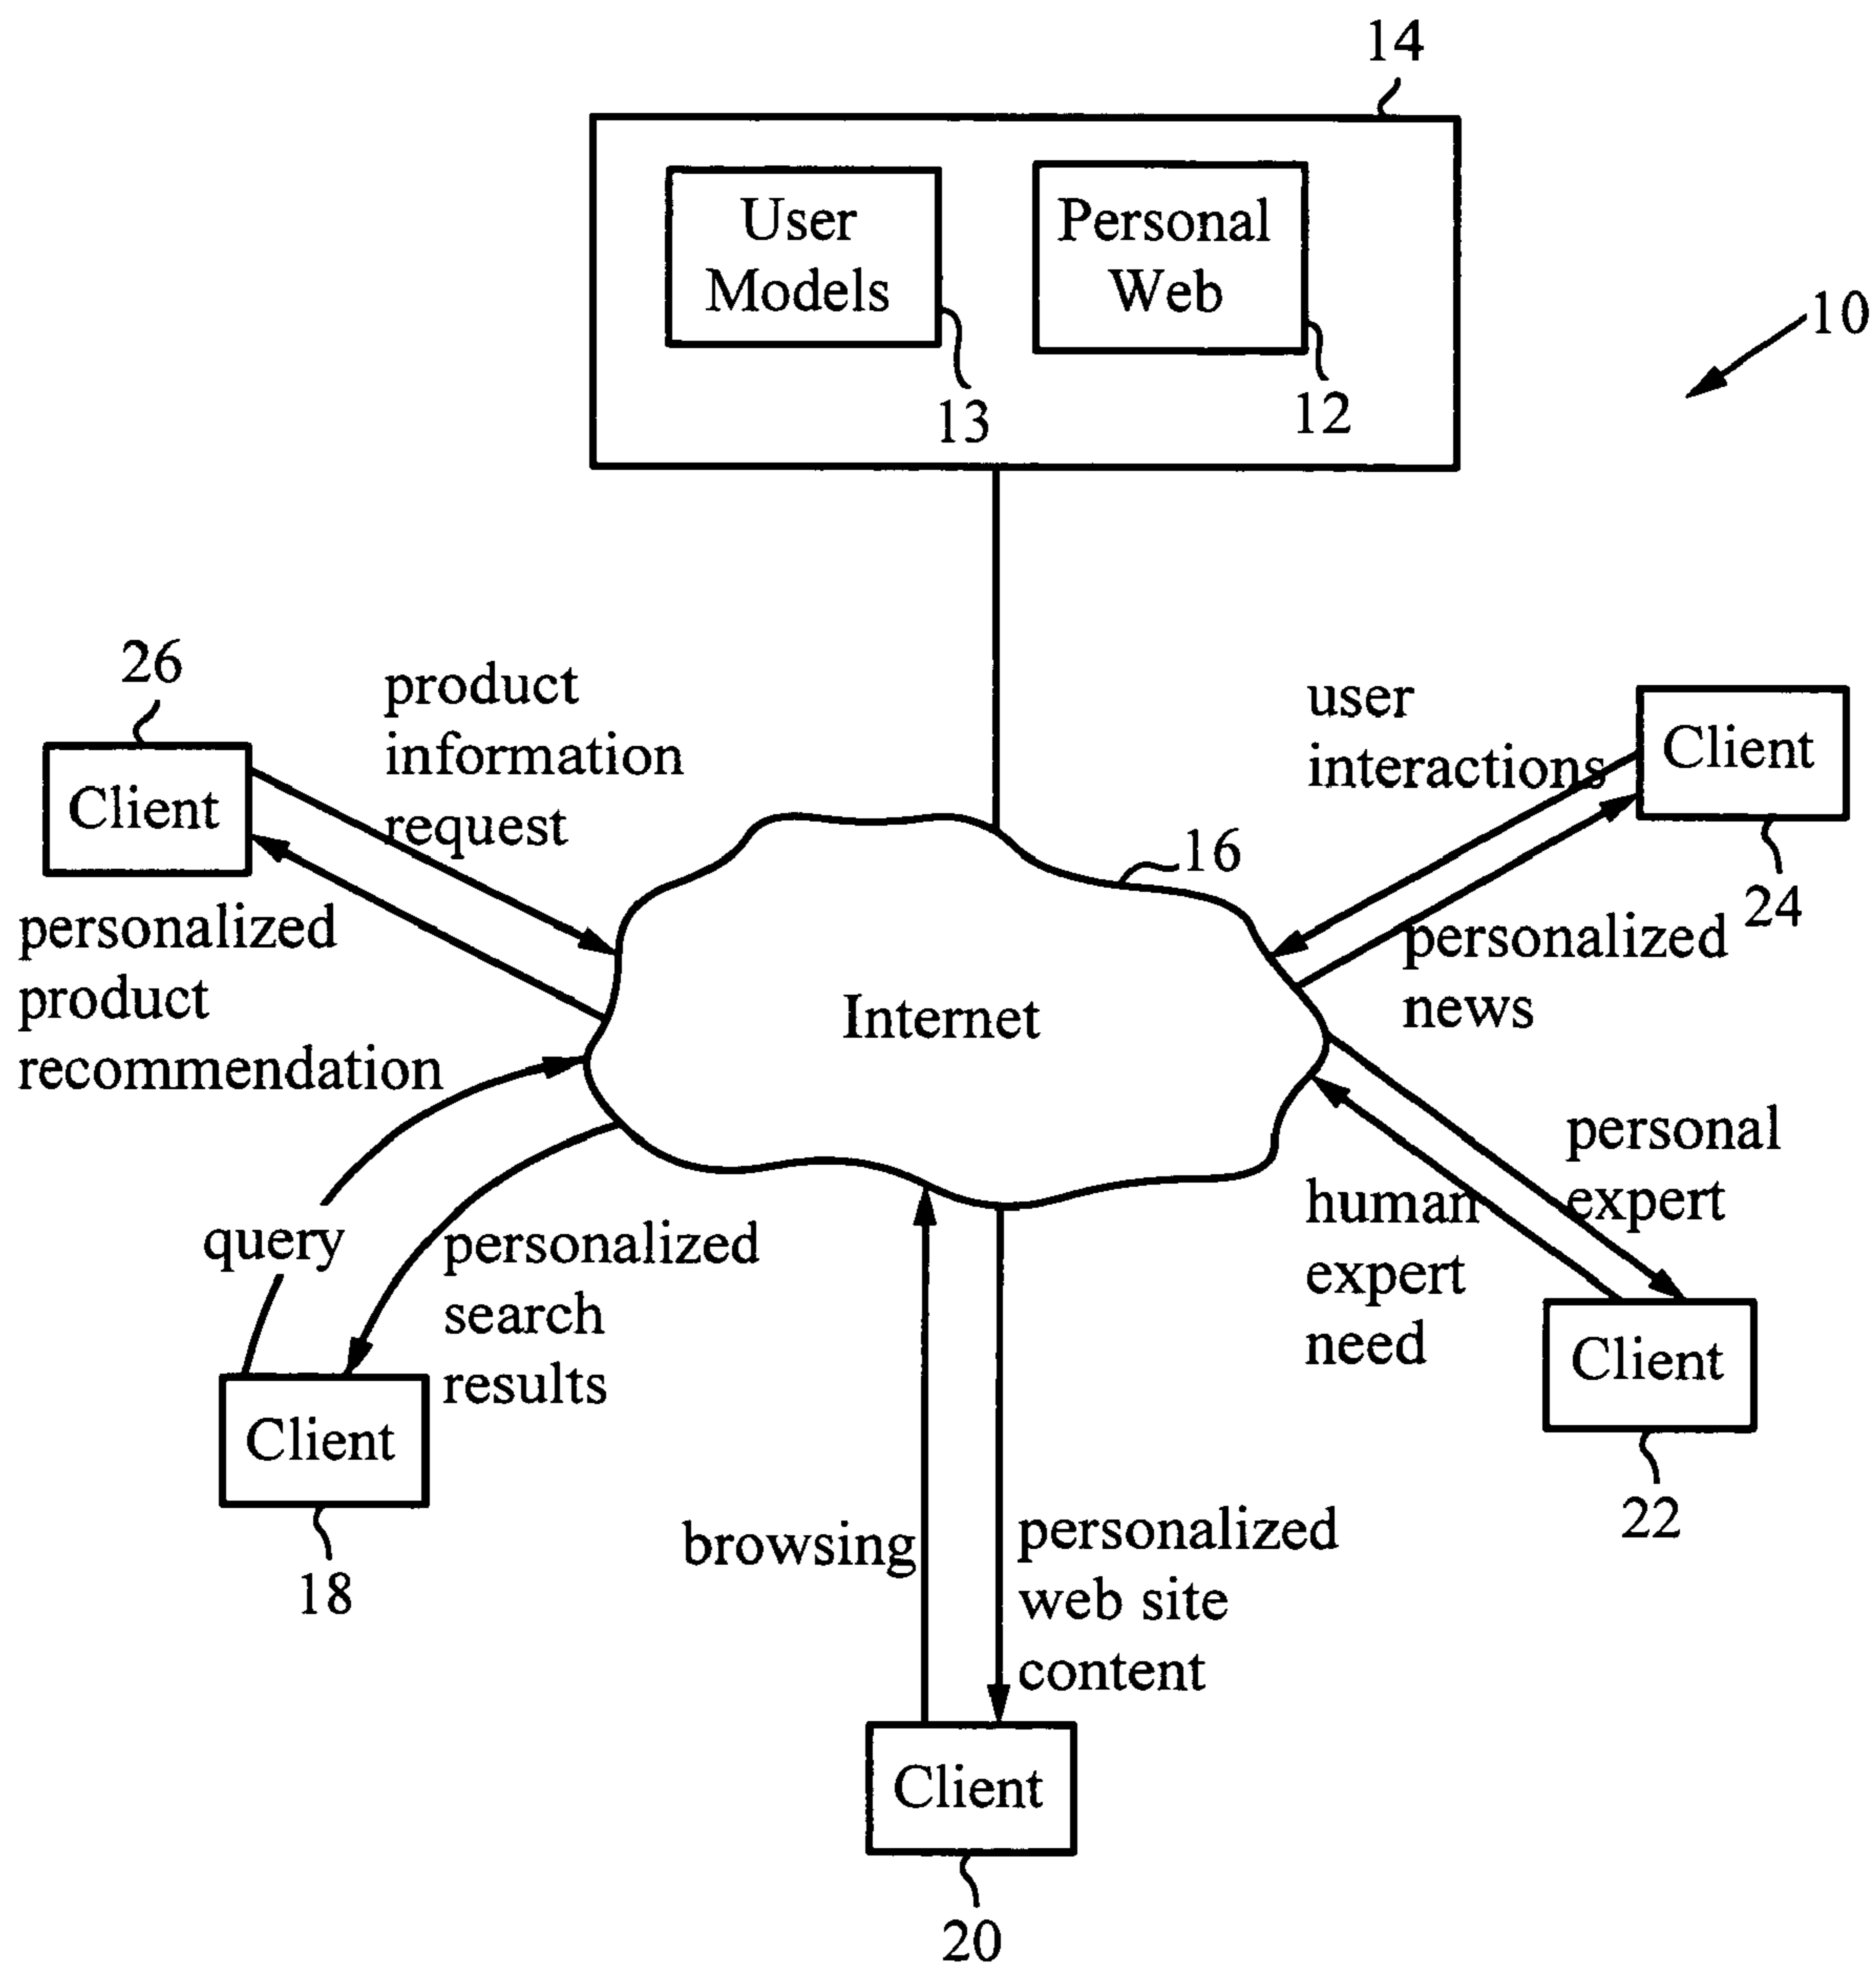 14
User
Models
Personal
Web
10
13
12
26
product
information
request
Client
user
interactions
Client
24
16
personalized
product
recommendation
Internet
personalized
news
query
personalized
search
results
personal
expert
human
expert
need
Client
22
Client
18
browsing
personalized
web site
content
Client
20